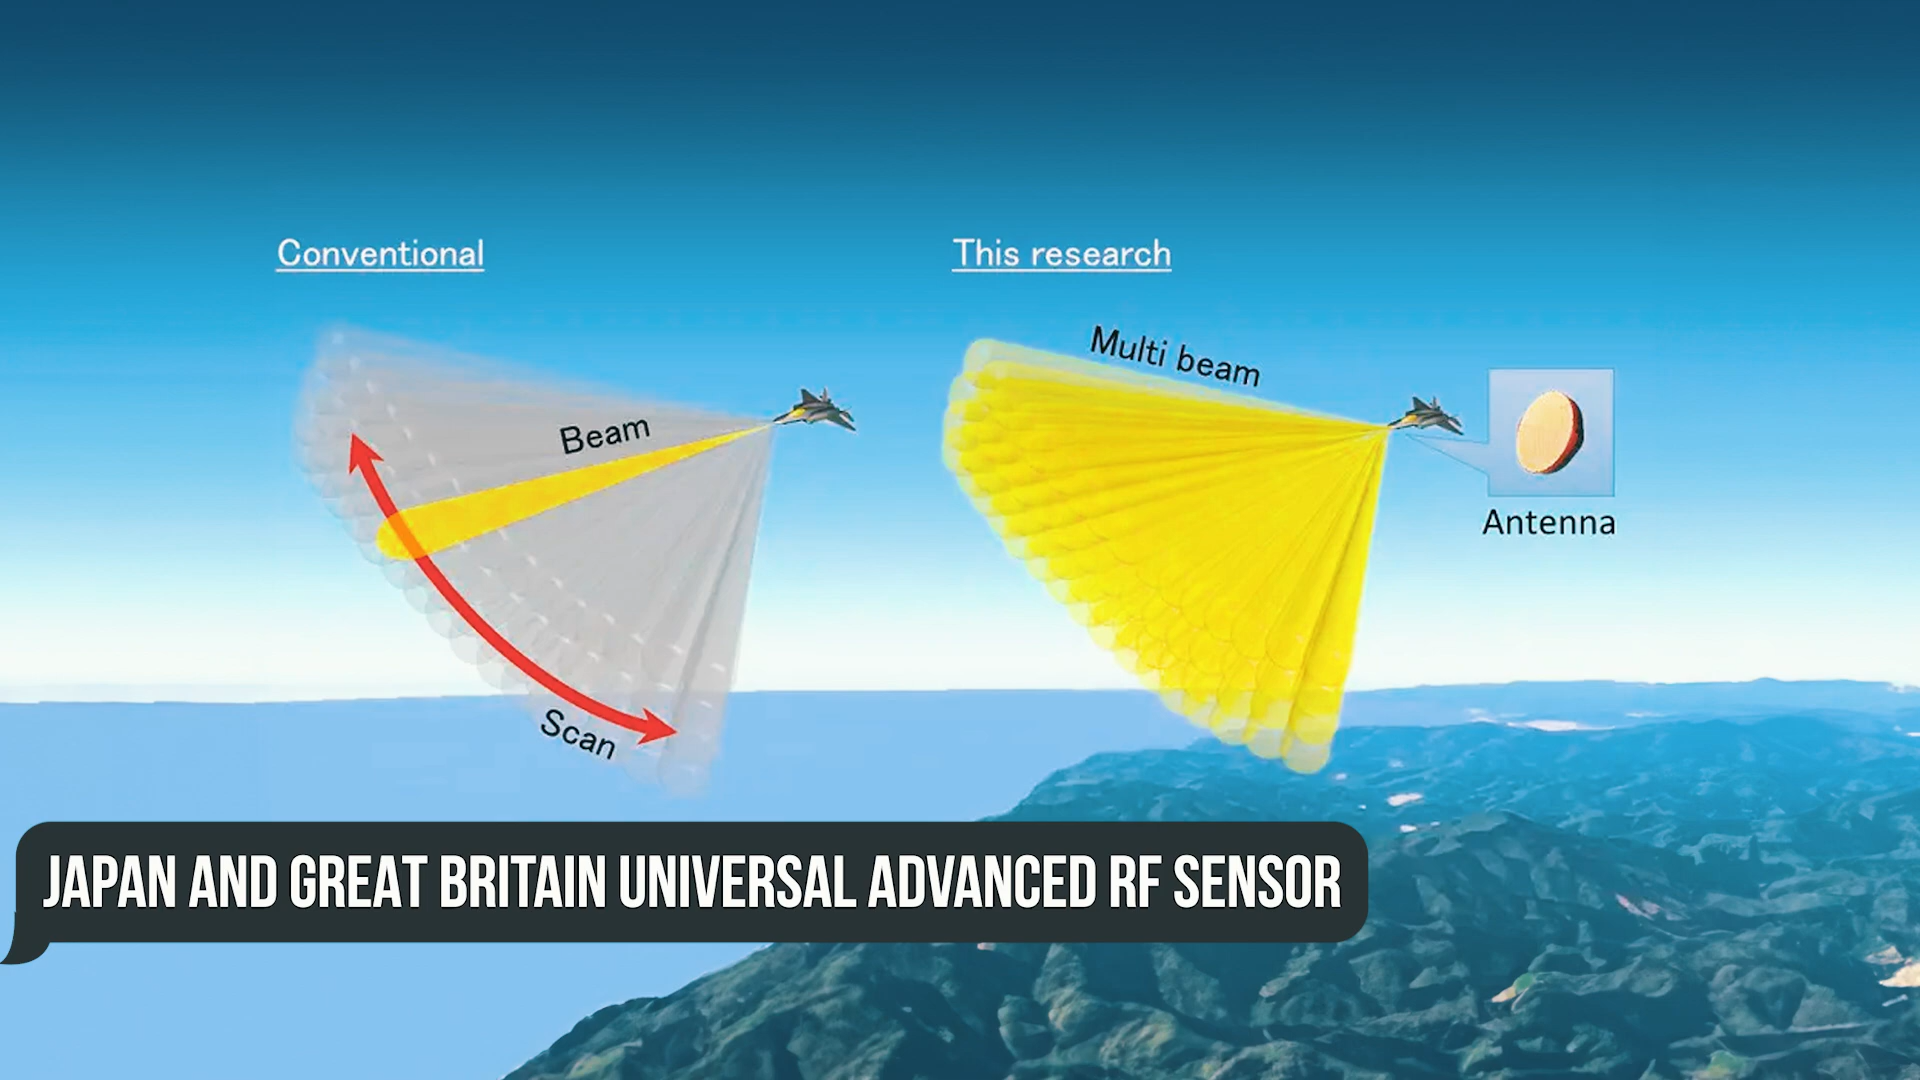 Conventional
This research
Multi beam
Beam
Antenna
Scan
JAPAN AND GREAT BRITAIN UNIVERSAL ADVANCED RF SENSOR